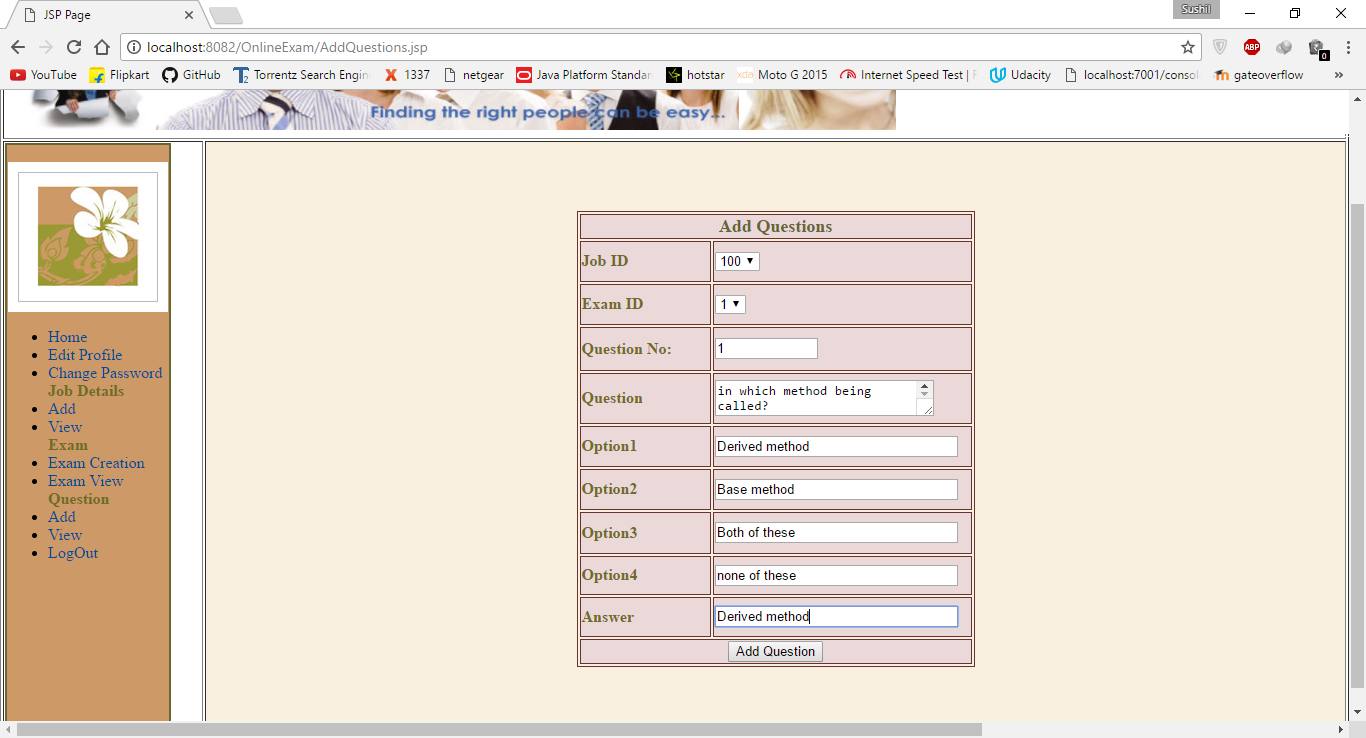 JSP Page
Sushil
localhost:8082/OnlineExam/AddQuestions.jsp
YouTube Flipkart GitHub Torrentz Search Engin 1337 netgear Java Platform Standar hotstar Moto G 2015 Internet Speed Test | F Udacity localhost:7001/consol gateoverflow »
ABP
0
Finding the right people can be easy...
Home
Edit Profile
Change Password
Job Details
Add
View
Exam
Exam Creation
Exam View
Question
Add
View
LogOut
Add Questions
Job ID 100
Exam ID 1
Question No: 1
Question in which method being
called?
Option1 Derived method
Option2 Base method
Option3 Both of these
Option4 none of these
Answer Derived method
Add Question